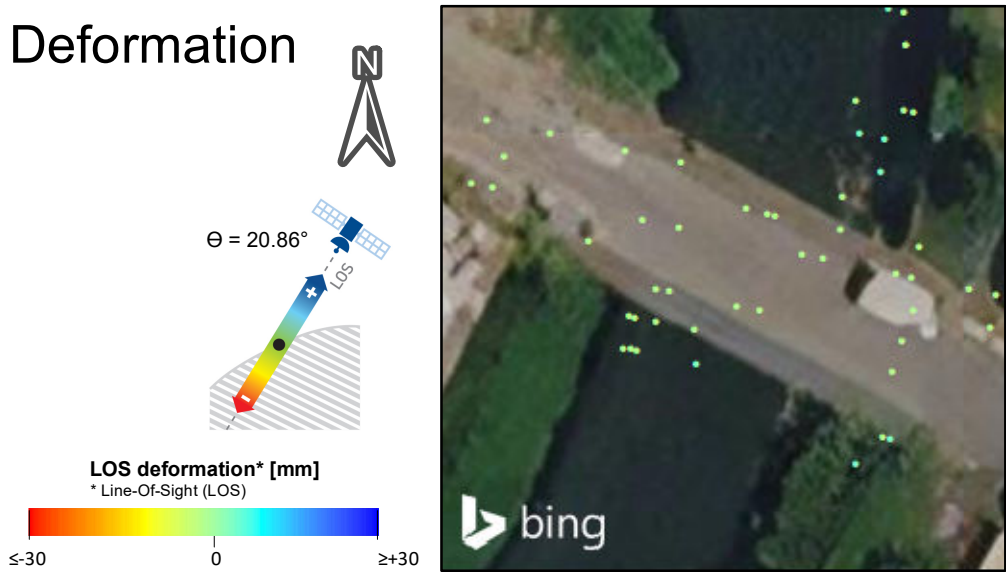 Deformation
N
Ѳ = 20.86°
LOS
+
-
LOS deformation* [mm]
* Line-Of-Sight (LOS)
≤-30
0
≥+30
bing